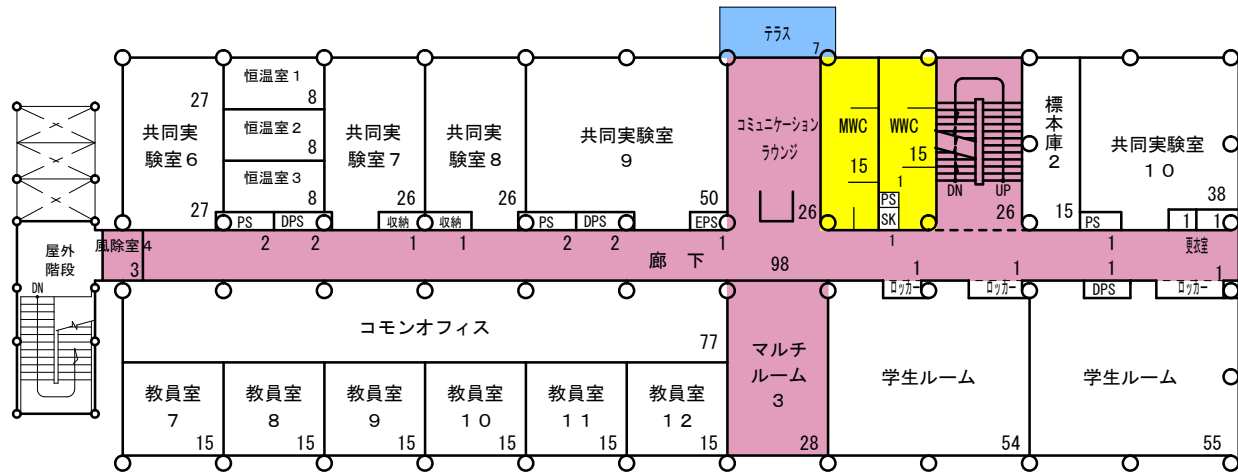 テラス
7
恒温室１
8
恒温室２
8
恒温室３
8
27
共同実
験室６
27
共同実
験室７
26
共同実
験室８
26
共同実験室
９
50
コミュニケーション
ラウンジ
26
MWC
15
WWC
15
1
PS
SK
1
DN
UP
26
標
本
庫
２
15
共同実験室
１０
38
PS
DPS
収納
収納
PS
DPS
EPS
PS
1
1
屋外
階段
DN
風除室４
3
2
2
1
1
2
2
1
廊 下
98
1
1
1
1
更衣室
1
ロッカー
ロッカー
DPS
ロッカー
コモンオフィス
77
マルチ
ルーム
３
28
学生ルーム
54
学生ルーム
55
教員室
７
15
教員室
８
15
教員室
９
15
教員室
１０
15
教員室
１１
15
教員室
１２
15